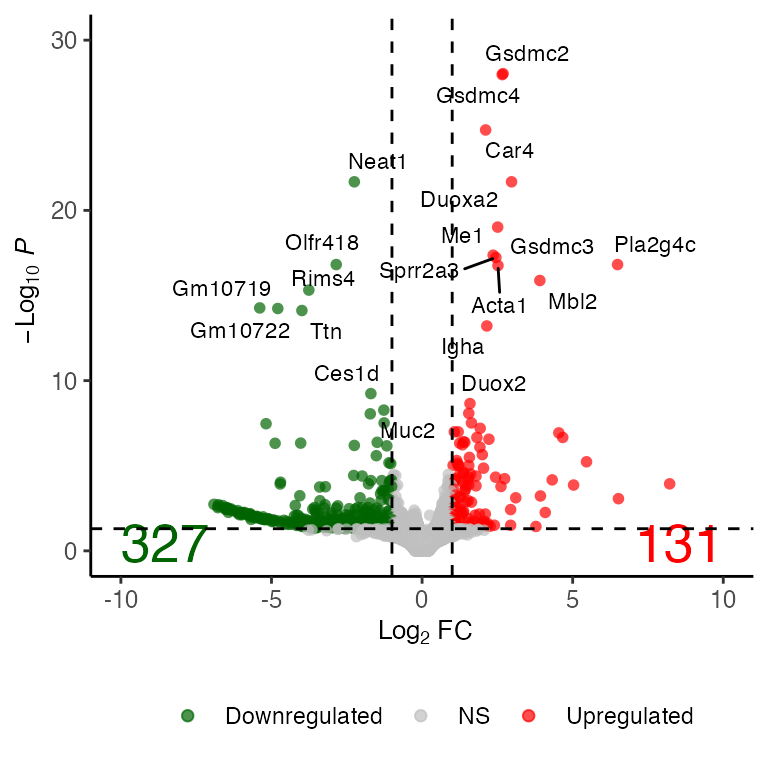 30
20
10
0
−Log10 P
Gsdmc2
Gsdmc4
Car4
Neat1
Duoxa2
Me1
Olfr418
Gsdmc3
Pla2g4c
Sprr2a3
Rims4
Gm10719
Acta1
Mbl2
Gm10722
Ttn
Igha
Ces1d
Duox2
Muc2
327
131
-10
-5
0
5
10
Log2 FC
Downregulated
NS
Upregulated